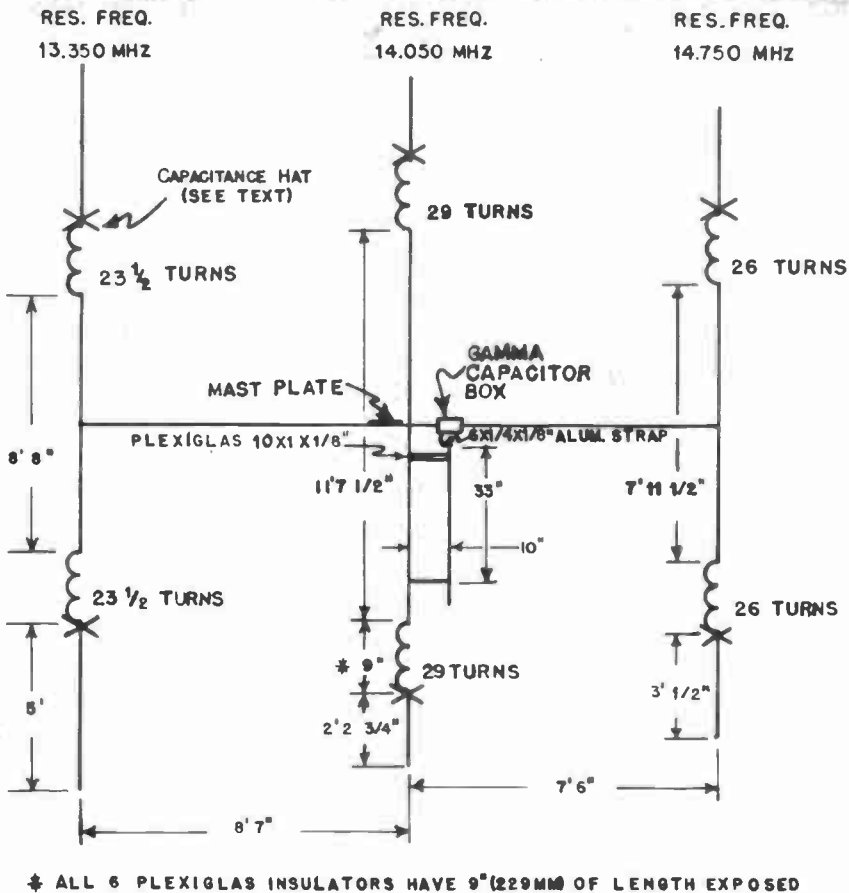 RES. FREQ.
13.350 MHZ
RES. FREQ.
14.050 MHZ
RES. FREQ.
14.750 MHZ
CAPACITANCE HAT
(SEE TEXT)
29 TURNS
23 1/2 TURNS
26 TURNS
GAMMA
CAPACITOR
BOX
MAST PLATE
PLEXIGLAS 10X1 X1/8"
6X1/4X1/8" ALUM. STRAP
8' 8"
11'7 1/2"
33"
7' 11 1/2"
10"
23 1/2 TURNS
26 TURNS
* 9"
29 TURNS
5'
2' 2 3/4"
3' 1/2"
7'6"
8' 7"
* ALL 6 PLEXIGLAS INSULATORS HAVE 9" (229MM) OF LENGTH EXPOSED